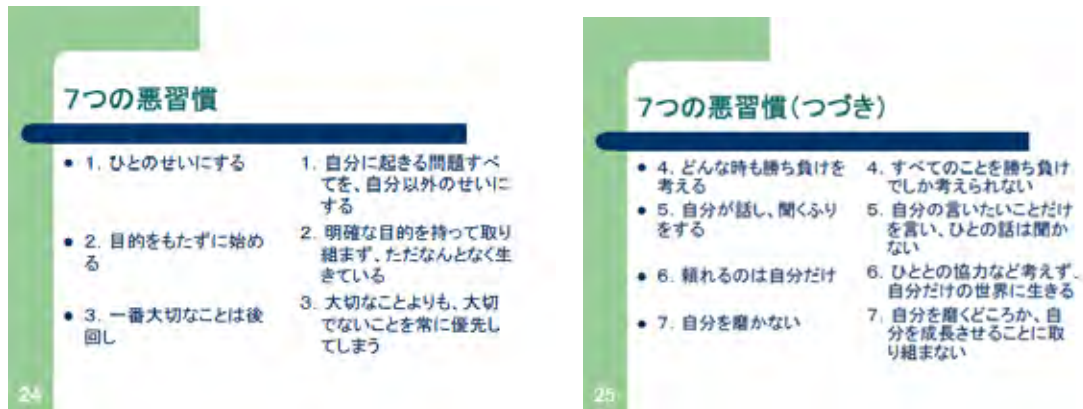 7つの悪習慣
● 1. ひとのせいにする
● 2. 目的をもたずに始め
る
● 3. 一番大切なことは後
回し
1. 自分に起きる問題すべ
てを、自分以外のせいに
する
2. 明確な目的を持って取り
組まず、ただなんとなく生
きている
3. 大切なことよりも、大切
でないことを常に優先し
てしまう
24
7つの悪習慣(つづき)
● 4. どんな時も勝ち負けを
考える
● 5. 自分が話し、聞くふり
をする
● 6. 頼れるのは自分だけ
● 7. 自分を磨かない
4. すべてのことを勝ち負け
でしか考えられない
5. 自分の言いたいことだけ
を言い、ひとの話は聞か
ない
6. ひととの協力など考えず、
自分だけの世界に生きる
7. 自分を磨くどころか、自
分を成長させることに取
り組まない
25